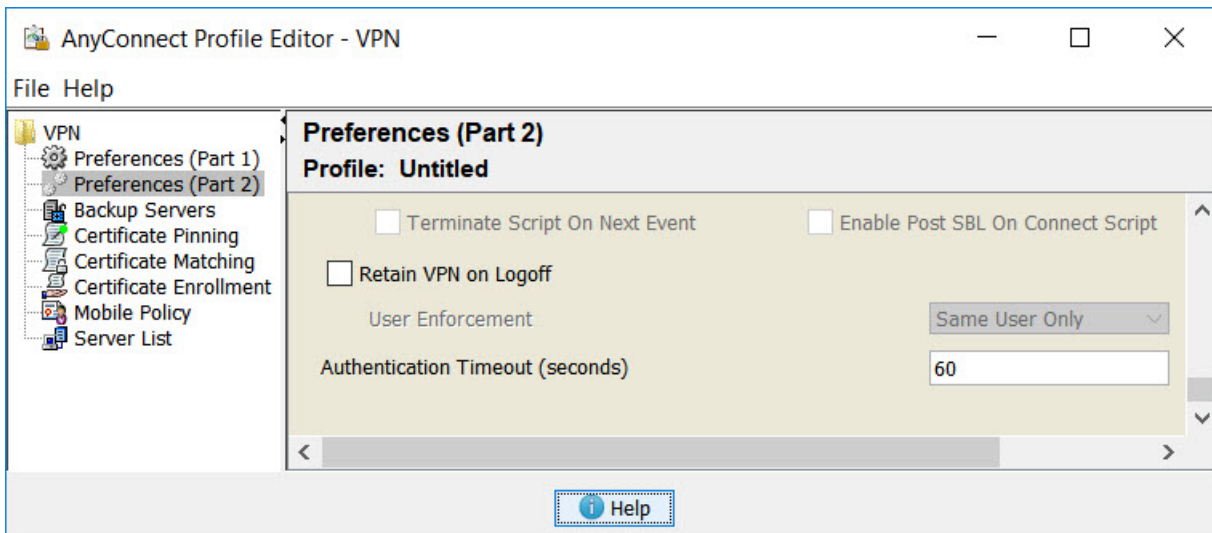 AnyConnect Profile Editor - VPN
File Help
VPN
Preferences (Part 1)
Preferences (Part 2)
Backup Servers
Certificate Pinning
Certificate Matching
Certificate Enrollment
Mobile Policy
Server List
Preferences (Part 2)
Profile: Untitled
Terminate Script On Next Event Enable Post SBL On Connect Script
Retain VPN on Logoff
User Enforcement Same User Only
Authentication Timeout (seconds) 60
Help